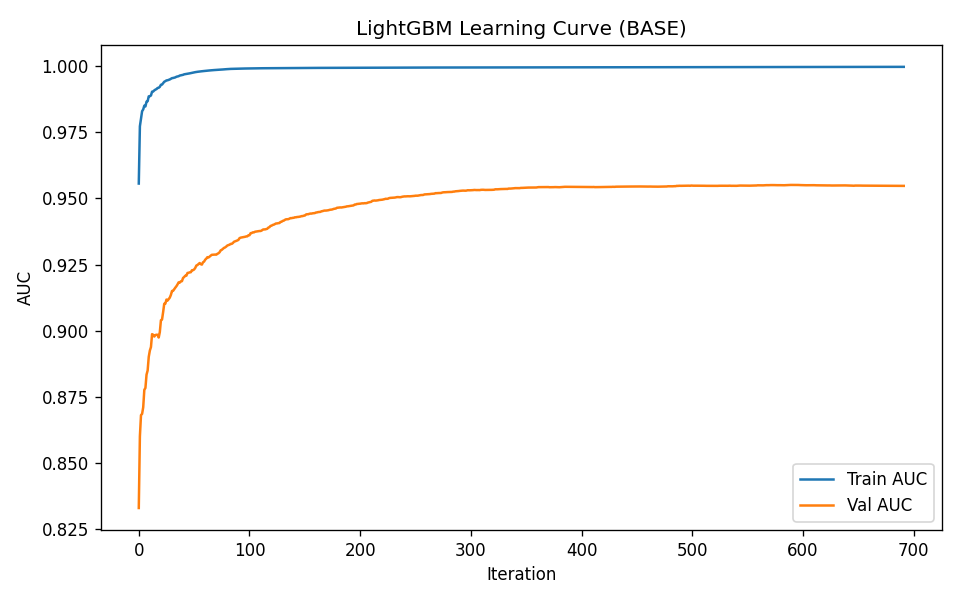 LightGBM Learning Curve (BASE)
1.000
0.975
0.950
0.925
0.900
0.875
0.850
0.825
AUC
0 100 200 300 400 500 600 700
Iteration
Train AUC
Val AUC